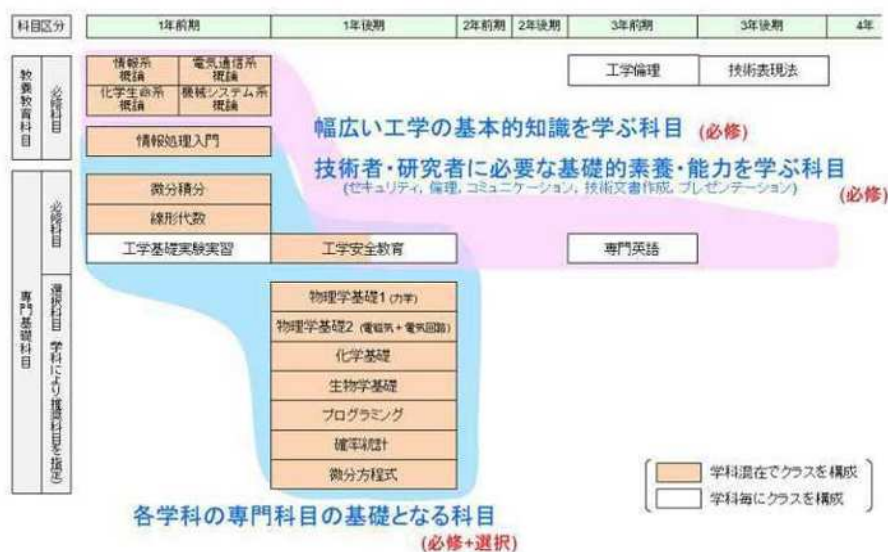 科目区分 1年前期 1年後期 2年前期 2年後期 3年前期 3年後期 4年
教養教育科目
必修科目
情報系概論 電気通信系概論
化学生命系概論 機械システム系概論
工学倫理 技術表現法
情報処理入門
幅広い工学の基本的知識を学ぶ科目 (必修)
技術者・研究者に必要な基礎的素養・能力を学ぶ科目
(セキュリティ, 倫理, コミュニケーション, 技術文書作成, プレゼンテーション)
(必修)
専門基礎科目
必修科目
微分積分
線形代数
工学基礎実験実習 工学安全教育 専門英語
選択科目(学科により推奨科目を指定)
物理学基礎1 (力学)
物理学基礎2 (電磁気+電気回路)
化学基礎
生物学基礎
プログラミング
確率統計
微分方程式
学科混在でクラスを構成
学科毎にクラスを構成
各学科の専門科目の基礎となる科目
(必修+選択)